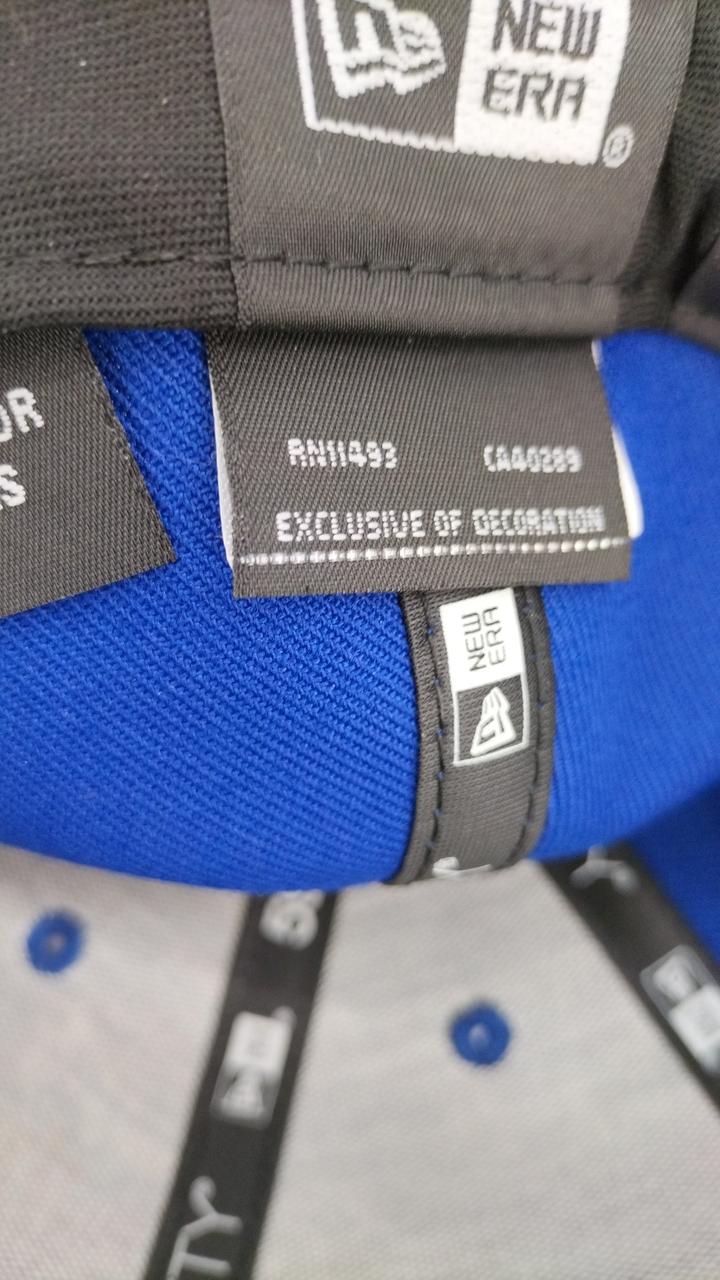 NEW
ERA
®
RN11493 CA40289
EXCLUSIVE OF DECORATION
NEW
ERA